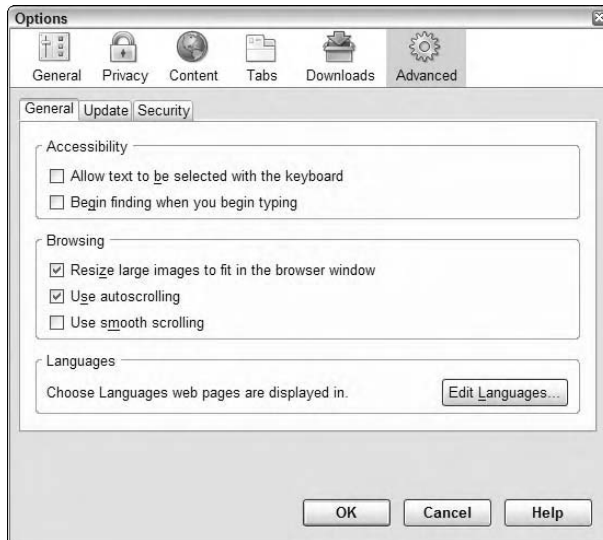 Options
General Privacy Content Tabs Downloads Advanced
General Update Security
Accessibility
Allow text to be selected with the keyboard
Begin finding when you begin typing
Browsing
Resize large images to fit in the browser window
Use autoscrolling
Use smooth scrolling
Languages
Choose Languages web pages are displayed in.
Edit Languages...
OK Cancel Help